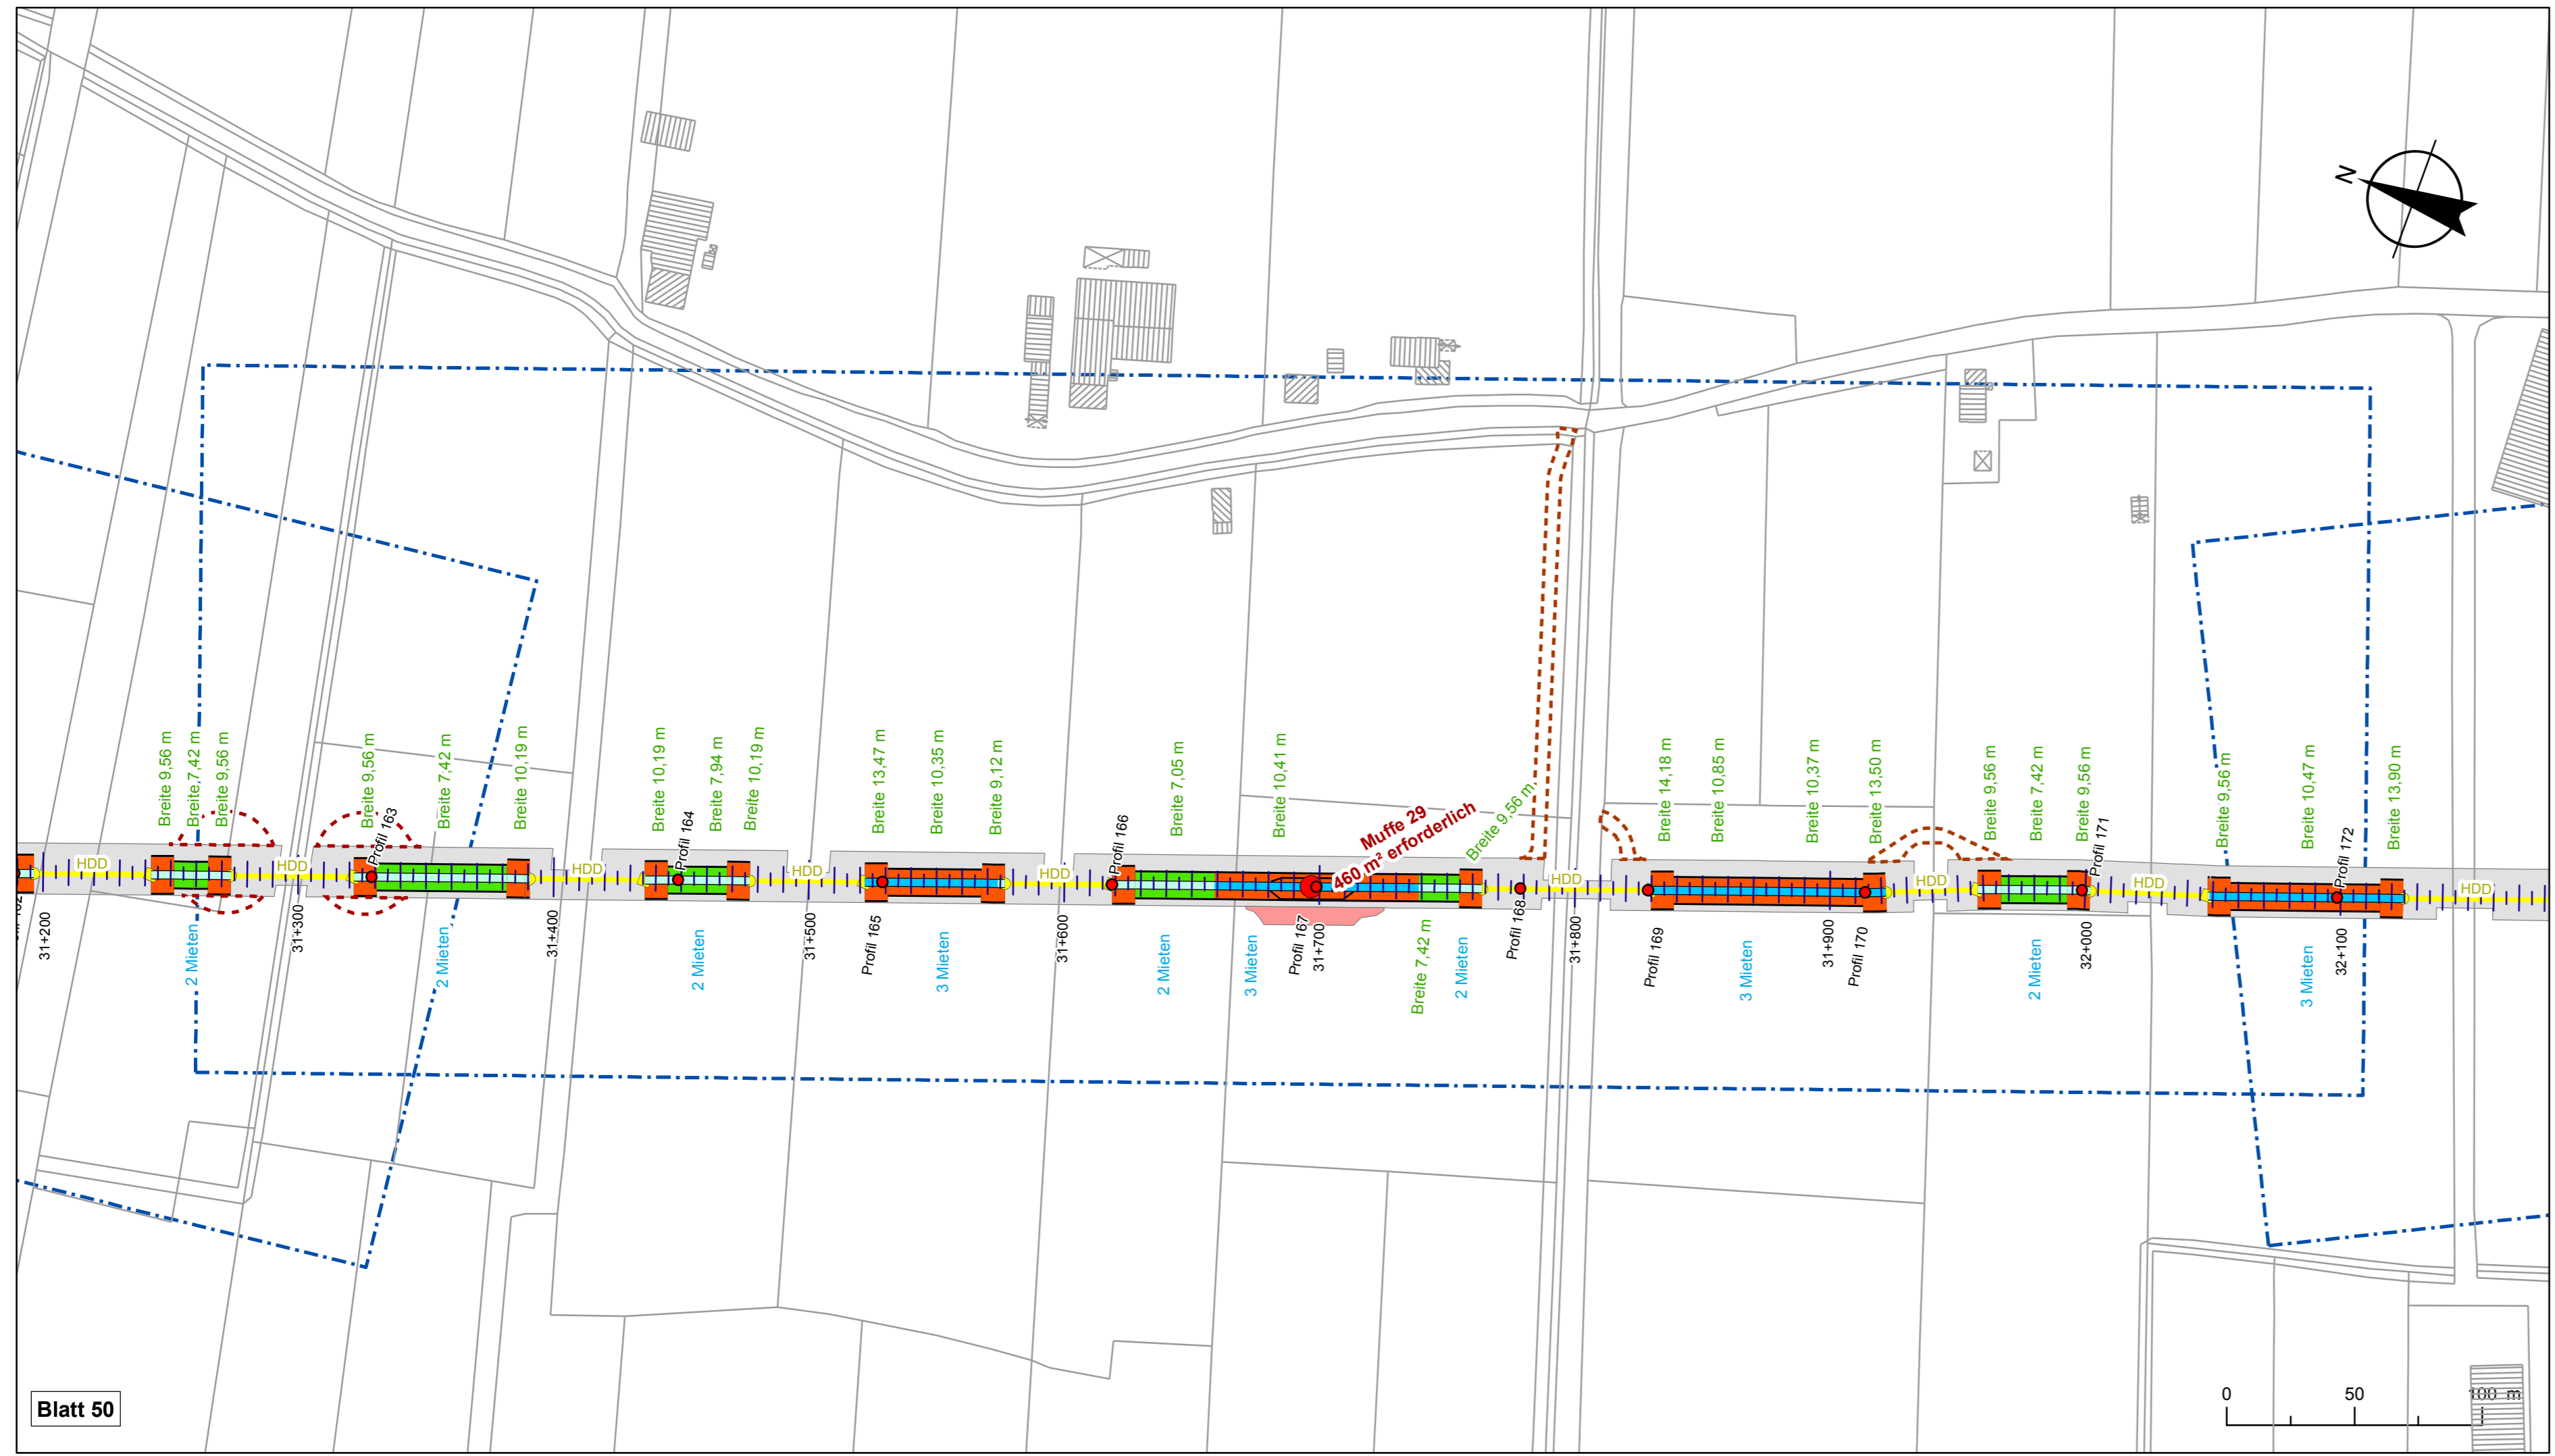 N
Breite 9,56 m
Breite 7,42 m
Breite 9,56 m
Breite 9,56 m
Breite 7,42 m
Breite 10,19 m
Breite 10,19 m
Breite 7,94 m
Breite 10,19 m
Breite 13,47 m
Breite 10,35 m
Breite 9,12 m
Breite 7,05 m
Breite 10,41 m
Breite 9,56 m
Breite 14,18 m
Breite 10,85 m
Breite 10,37 m
Breite 13,50 m
Breite 9,56 m
Breite 7,42 m
Breite 9,56 m
Breite 9,56 m
Breite 10,47 m
Breite 13,90 m
Muffe 29
460 m² erforderlich
Profil 163
Profil 164
Profil 166
Profil 171
Profil 172
HDD
HDD
HDD
HDD
HDD
HDD
HDD
HDD
HDD
31+200
31+300
31+400
31+500
Profil 165
31+600
Profil 167
31+700
Profil 168
31+800
Profil 169
31+900
Profil 170
32+000
32+100
2 Mieten
2 Mieten
2 Mieten
3 Mieten
2 Mieten
3 Mieten
Breite 7,42 m
2 Mieten
3 Mieten
2 Mieten
3 Mieten
Blatt 50
0
50
100 m